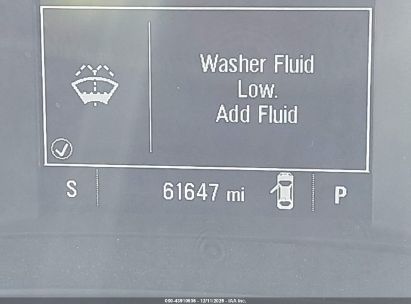 Washer Fluid
Low.
Add Fluid
S 61647 mi P